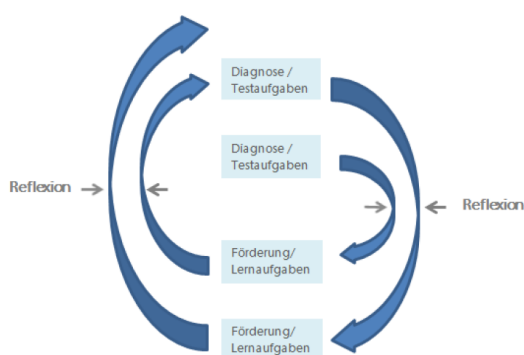 Diagnose /
Testaufgaben
Diagnose /
Testaufgaben
Reflexion
Reflexion
Förderung/
Lernaufgaben
Förderung/
Lernaufgaben